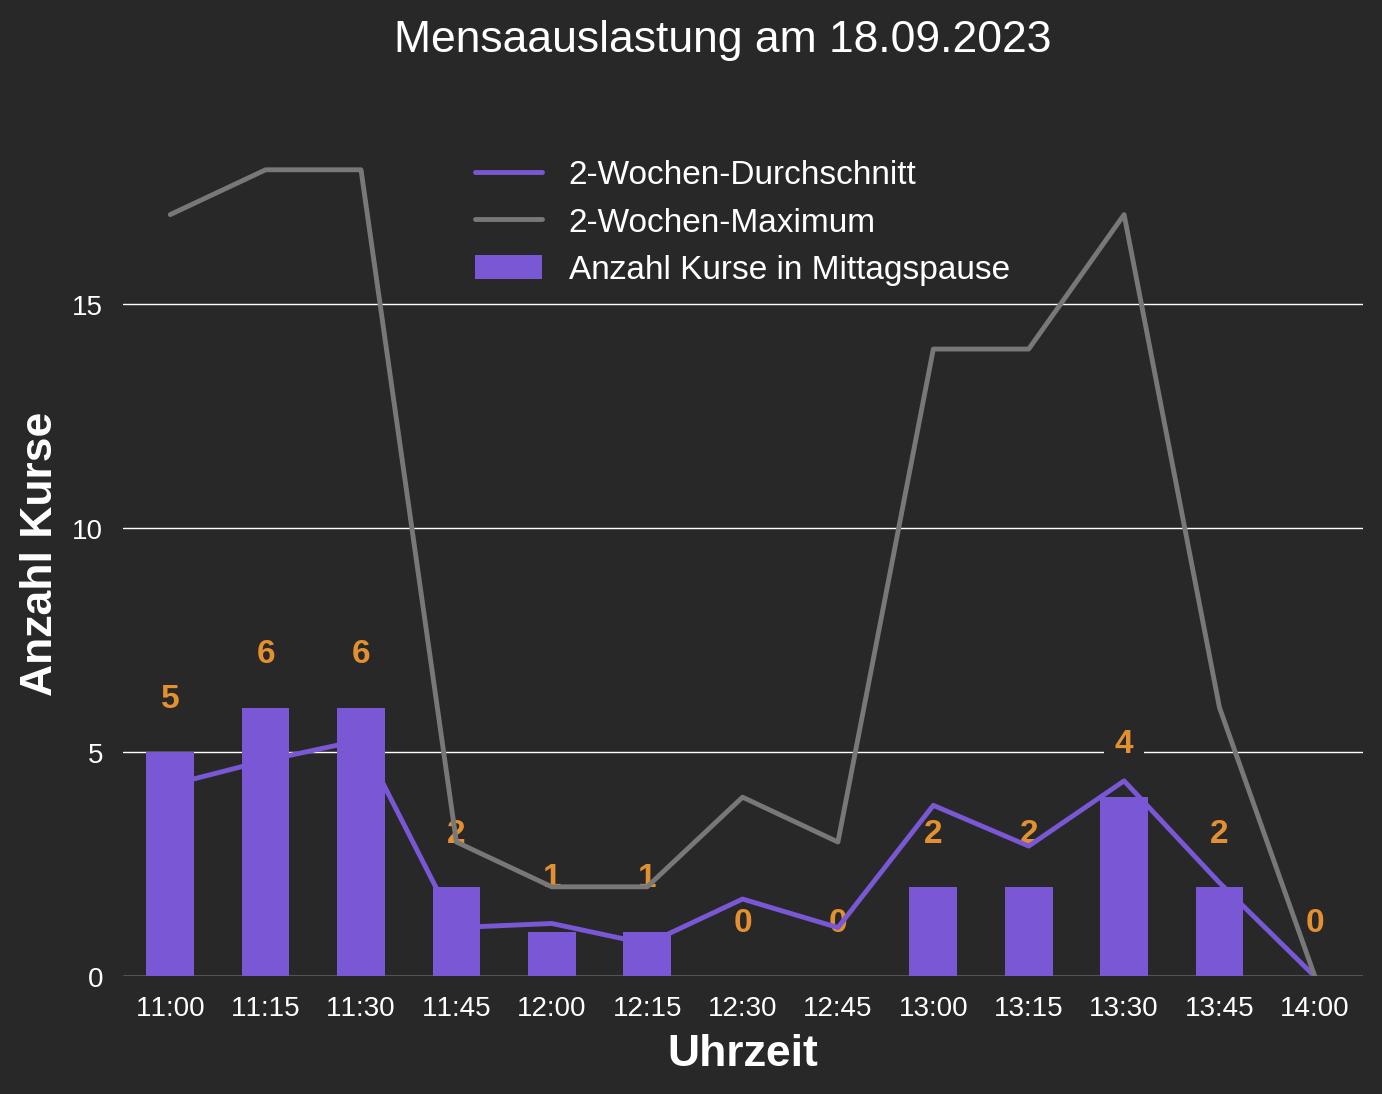 Mensaauslastung am 18.09.2023
2-Wochen-Durchschnitt
2-Wochen-Maximum
Anzahl Kurse in Mittagspause
Anzahl Kurse
15
10
5
0
5
6
6
2
1
1
0
0
2
2
4
2
0
11:00 11:15 11:30 11:45 12:00 12:15 12:30 12:45 13:00 13:15 13:30 13:45 14:00
Uhrzeit